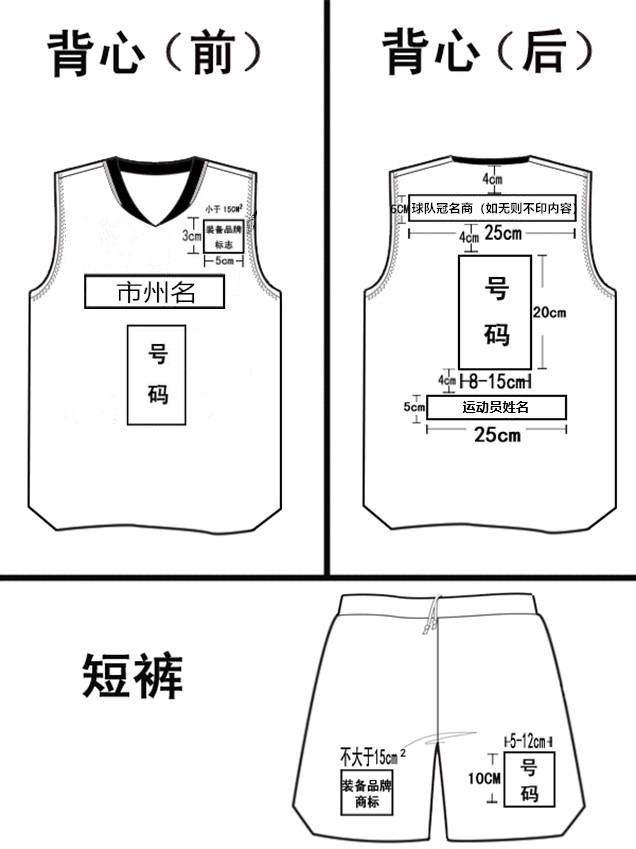 背心（前）
背心（后）
小于 15CM²
3cm
装备品牌
标志
5cm
市州名
号
码
4cm
6CM
球队冠名商（如无则不印内容
25cm
4cm
号
码
20cm
8-15cm
4cm
5cm
运动员姓名
25cm
短裤
不大于15cm²
装备品牌
商标
5-12cm
10CM
号
码